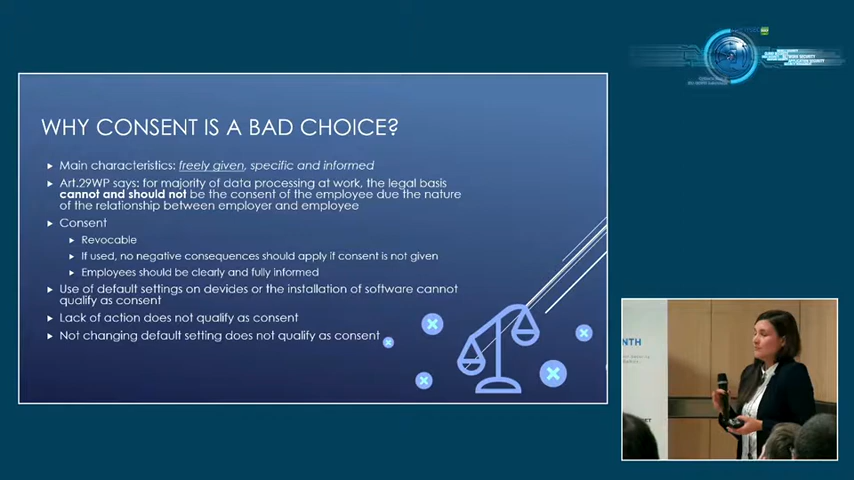 WHY CONSENT IS A BAD CHOICE?
Main characteristics: freely given, specific and informed
Art.29WP says: for majority of data processing at work, the legal basis
cannot and should not be the consent of the employee due the nature
of the relationship between employer and employee
Consent
Revocable
If used, no negative consequences should apply if consent is not given
Employees should be clearly and fully informed
Use of default settings on devides or the installation of software cannot
qualify as consent
Lack of action does not qualify as consent
Not changing default setting does not qualify as consent
NTH